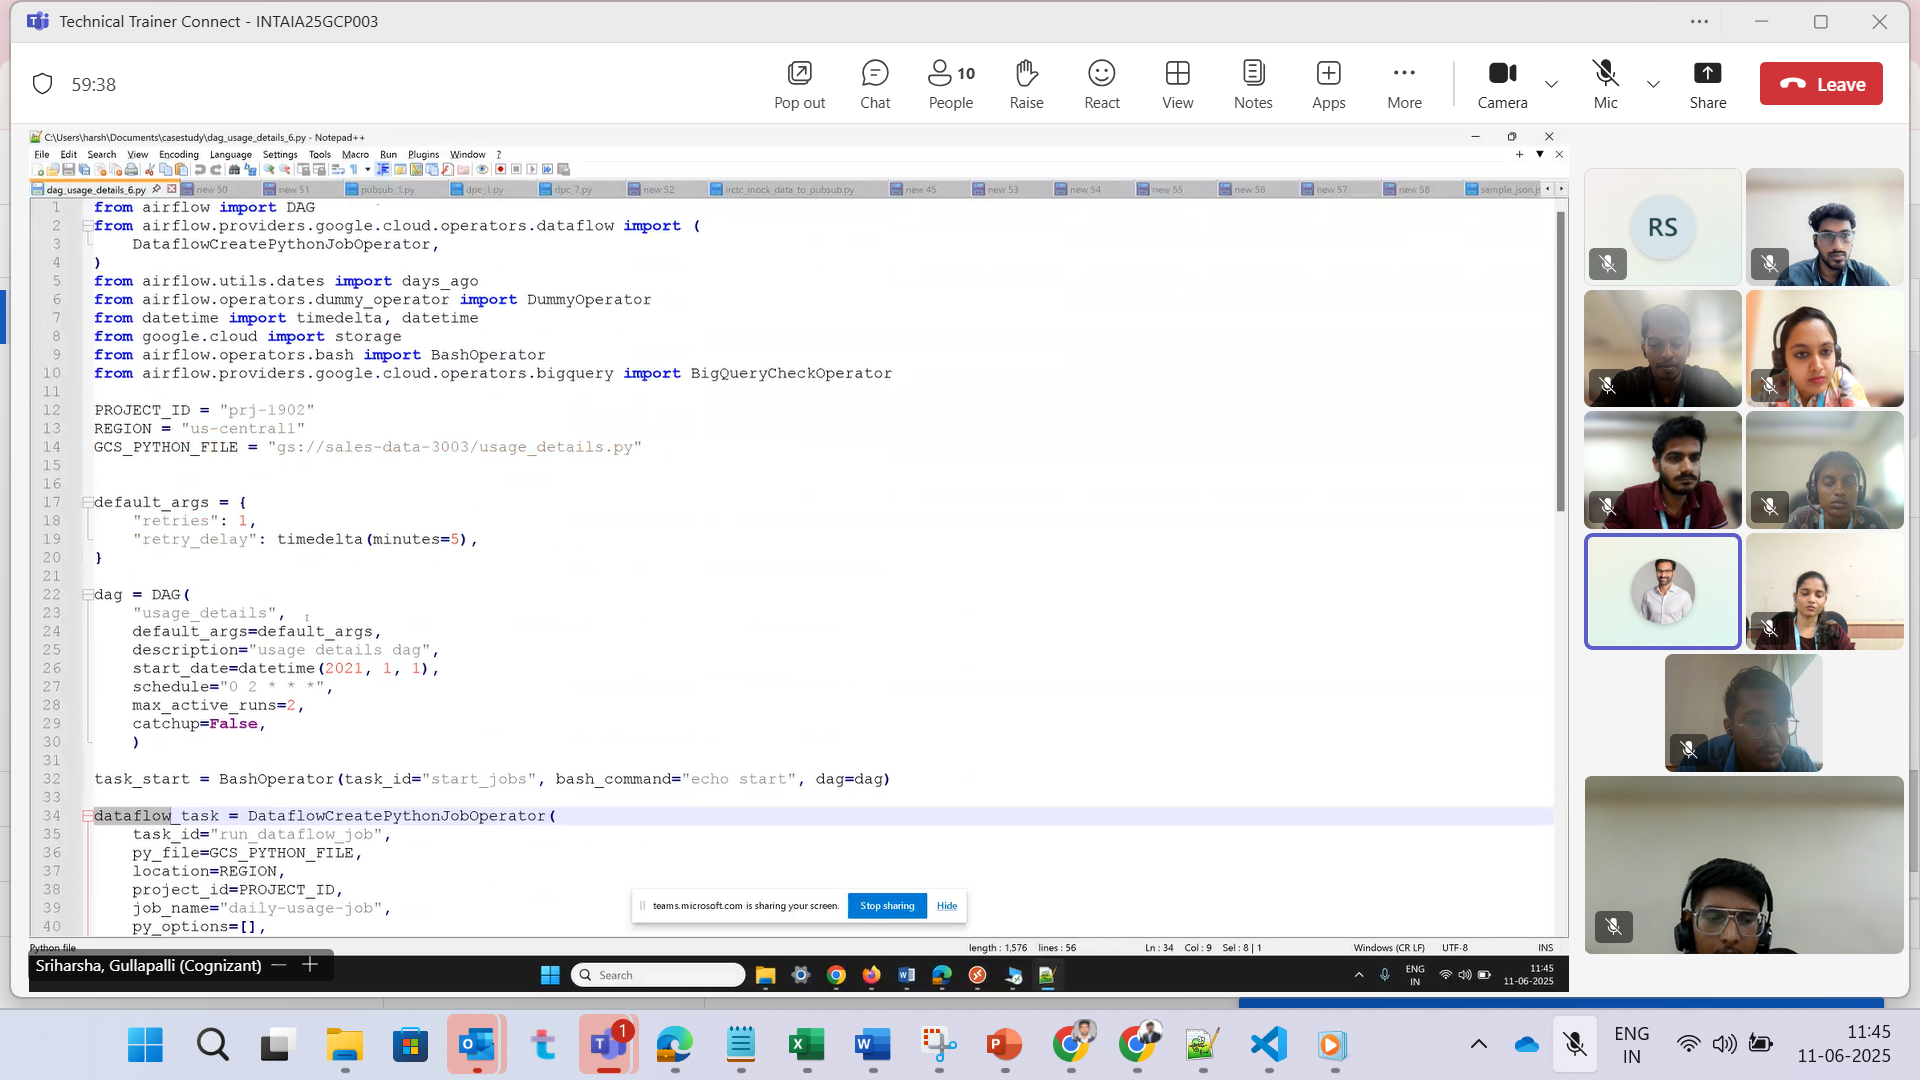 Technical Trainer Connect - INTAIA25GCP003
59:38
Pop out
Chat
People
10
Raise
React
View
Notes
Apps
More
Camera
Mic
Share
Leave
C:\Users\harsh\Documents\casestudy\dag_usage_details_6.py - Notepad++
File Edit Search View Encoding Language Settings Tools Macro Run Plugins Window ?
dag_usage_details_6.py new 50 new 51 pubsub_1.py dpc_i.py dpc_7.py new 52 irctc_mock_data_to_pubsub.py new 45 new 53 new 54 new 55 new 56 new 57 new 58 sample_json.js
1 from airflow import DAG
2 from airflow.providers.google.cloud.operators.dataflow import (
3 DataflowCreatePythonJobOperator,
4 )
5 from airflow.utils.dates import days_ago
6 from airflow.operators.dummy_operator import DummyOperator
7 from datetime import timedelta, datetime
8 from google.cloud import storage
9 from airflow.operators.bash import BashOperator
10 from airflow.providers.google.cloud.operators.bigquery import BigQueryCheckOperator
11
12 PROJECT_ID = "prj-1902"
13 REGION = "us-central1"
14 GCS_PYTHON_FILE = "gs://sales-data-3003/usage_details.py"
15
16
17 default_args = {
18 "retries": 1,
19 "retry_delay": timedelta(minutes=5),
20 }
21
22 dag = DAG(
23 "usage_details",
24 default_args=default_args,
25 description="usage details dag",
26 start_date=datetime(2021, 1, 1),
27 schedule="0 2 * * *",
28 max_active_runs=2,
29 catchup=False,
30 )
31
32 task_start = BashOperator(task_id="start_jobs", bash_command="echo start", dag=dag)
33
34 dataflow_task = DataflowCreatePythonJobOperator(
35 task_id="run_dataflow_job",
36 py_file=GCS_PYTHON_FILE,
37 location=REGION,
38 project_id=PROJECT_ID,
39 job_name="daily-usage-job",
40 py_options=[],
teams.microsoft.com is sharing your screen. Stop sharing Hide
Python file length : 1,576 lines : 56 Ln : 34 Col : 9 Sel : 8 | 1 Windows (CR LF) UTF-8 INS
Sriharsha, Gullapalli (Cognizant)
Search
ENG
IN
11:45
11-06-2025
RS
1
ENG
IN
11:45
11-06-2025